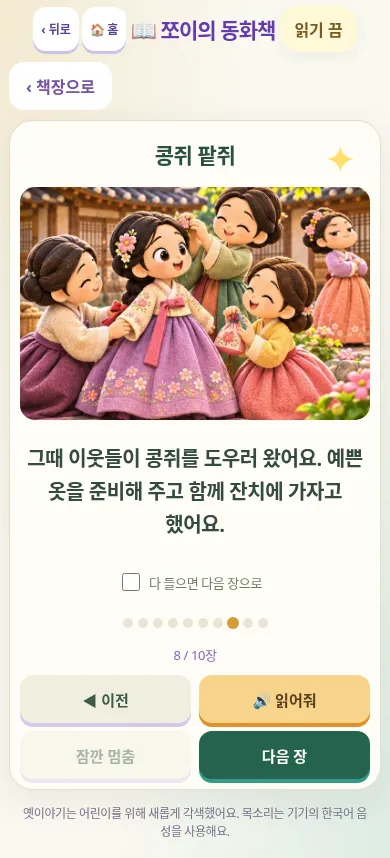 ‹ 뒤로
🏠 홈
📖 쪼이의 동화책
읽기 끔
‹ 책장으로
콩쥐 팥쥐
그때 이웃들이 콩쥐를 도우러 왔어요. 예쁜
옷을 준비해 주고 함께 잔치에 가자고
했어요.
다 들으면 다음 장으로
8 / 10장
◀ 이전
🔊 읽어줘
잠깐 멈춤
다음 장
옛이야기는 어린이를 위해 새롭게 각색했어요. 목소리는 기기의 한국어 음
성을 사용해요.